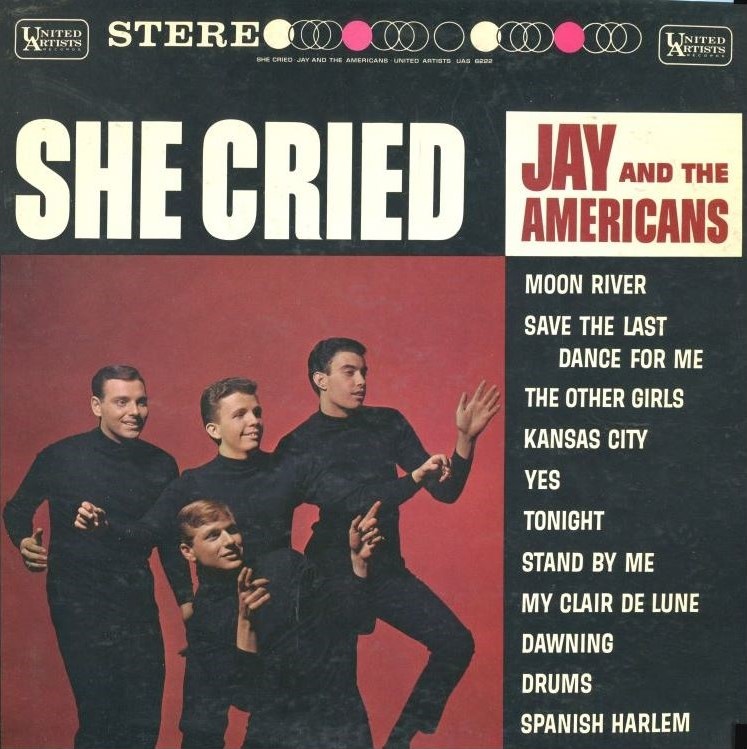 UNITED
ARTISTS
RECORDS
STEREO
UNITED
ARTISTS
RECORDS
SHE CRIED · JAY AND THE AMERICANS · UNITED ARTISTS UAS 6222
SHE CRIED
JAY AND THE
AMERICANS
MOON RIVER
SAVE THE LAST
DANCE FOR ME
THE OTHER GIRLS
KANSAS CITY
YES
TONIGHT
STAND BY ME
MY CLAIR DE LUNE
DAWNING
DRUMS
SPANISH HARLEM